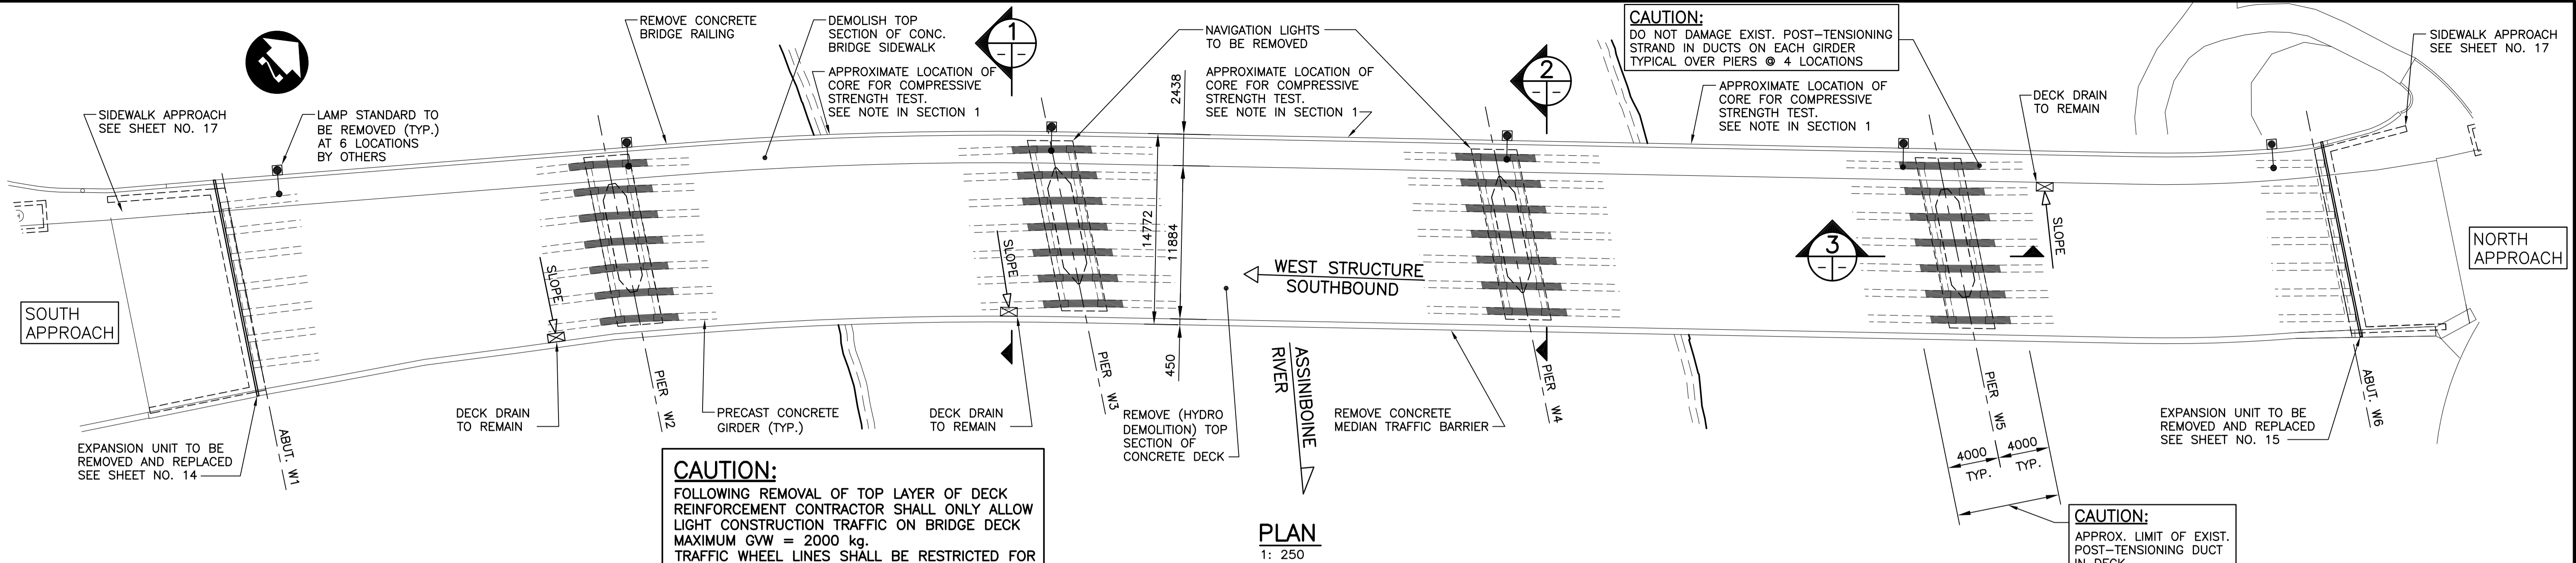 REMOVE CONCRETE
BRIDGE RAILING
DEMOLISH TOP
SECTION OF CONC.
BRIDGE SIDEWALK
1
NAVIGATION LIGHTS
TO BE REMOVED
CAUTION:
DO NOT DAMAGE EXIST. POST-TENSIONING
STRAND IN DUCTS ON EACH GIRDER
TYPICAL OVER PIERS @ 4 LOCATIONS
SIDEWALK APPROACH
SEE SHEET NO. 17
SIDEWALK APPROACH
SEE SHEET NO. 17
LAMP STANDARD TO
BE REMOVED (TYP.)
AT 6 LOCATIONS
BY OTHERS
APPROXIMATE LOCATION OF
CORE FOR COMPRESSIVE
STRENGTH TEST.
SEE NOTE IN SECTION 1
2438
APPROXIMATE LOCATION OF
CORE FOR COMPRESSIVE
STRENGTH TEST.
SEE NOTE IN SECTION 1
2
APPROXIMATE LOCATION OF
CORE FOR COMPRESSIVE
STRENGTH TEST.
SEE NOTE IN SECTION 1
DECK DRAIN
TO REMAIN
SLOPE
SLOPE
14772
11884
450
WEST STRUCTURE
SOUTHBOUND
3
SLOPE
NORTH
APPROACH
SOUTH
APPROACH
EXPANSION UNIT TO BE
REMOVED AND REPLACED
SEE SHEET NO. 14
ABUT. W1
DECK DRAIN
TO REMAIN
PIER W2
PRECAST CONCRETE
GIRDER (TYP.)
DECK DRAIN
TO REMAIN
PIER W3
REMOVE (HYDRO
DEMOLITION) TOP
SECTION OF
CONCRETE DECK
ASSINIBOINE
RIVER
REMOVE CONCRETE
MEDIAN TRAFFIC BARRIER
PIER W4
PIER W5
4000
TYP.
4000
TYP.
EXPANSION UNIT TO BE
REMOVED AND REPLACED
SEE SHEET NO. 15
ABUT. W6
CAUTION:
FOLLOWING REMOVAL OF TOP LAYER OF DECK
REINFORCEMENT CONTRACTOR SHALL ONLY ALLOW
LIGHT CONSTRUCTION TRAFFIC ON BRIDGE DECK
MAXIMUM GVW = 2000 kg.
TRAFFIC WHEEL LINES SHALL BE RESTRICTED FOR
PLAN
1: 250
CAUTION:
APPROX. LIMIT OF EXIST.
POST-TENSIONING DUCT
IN DECK